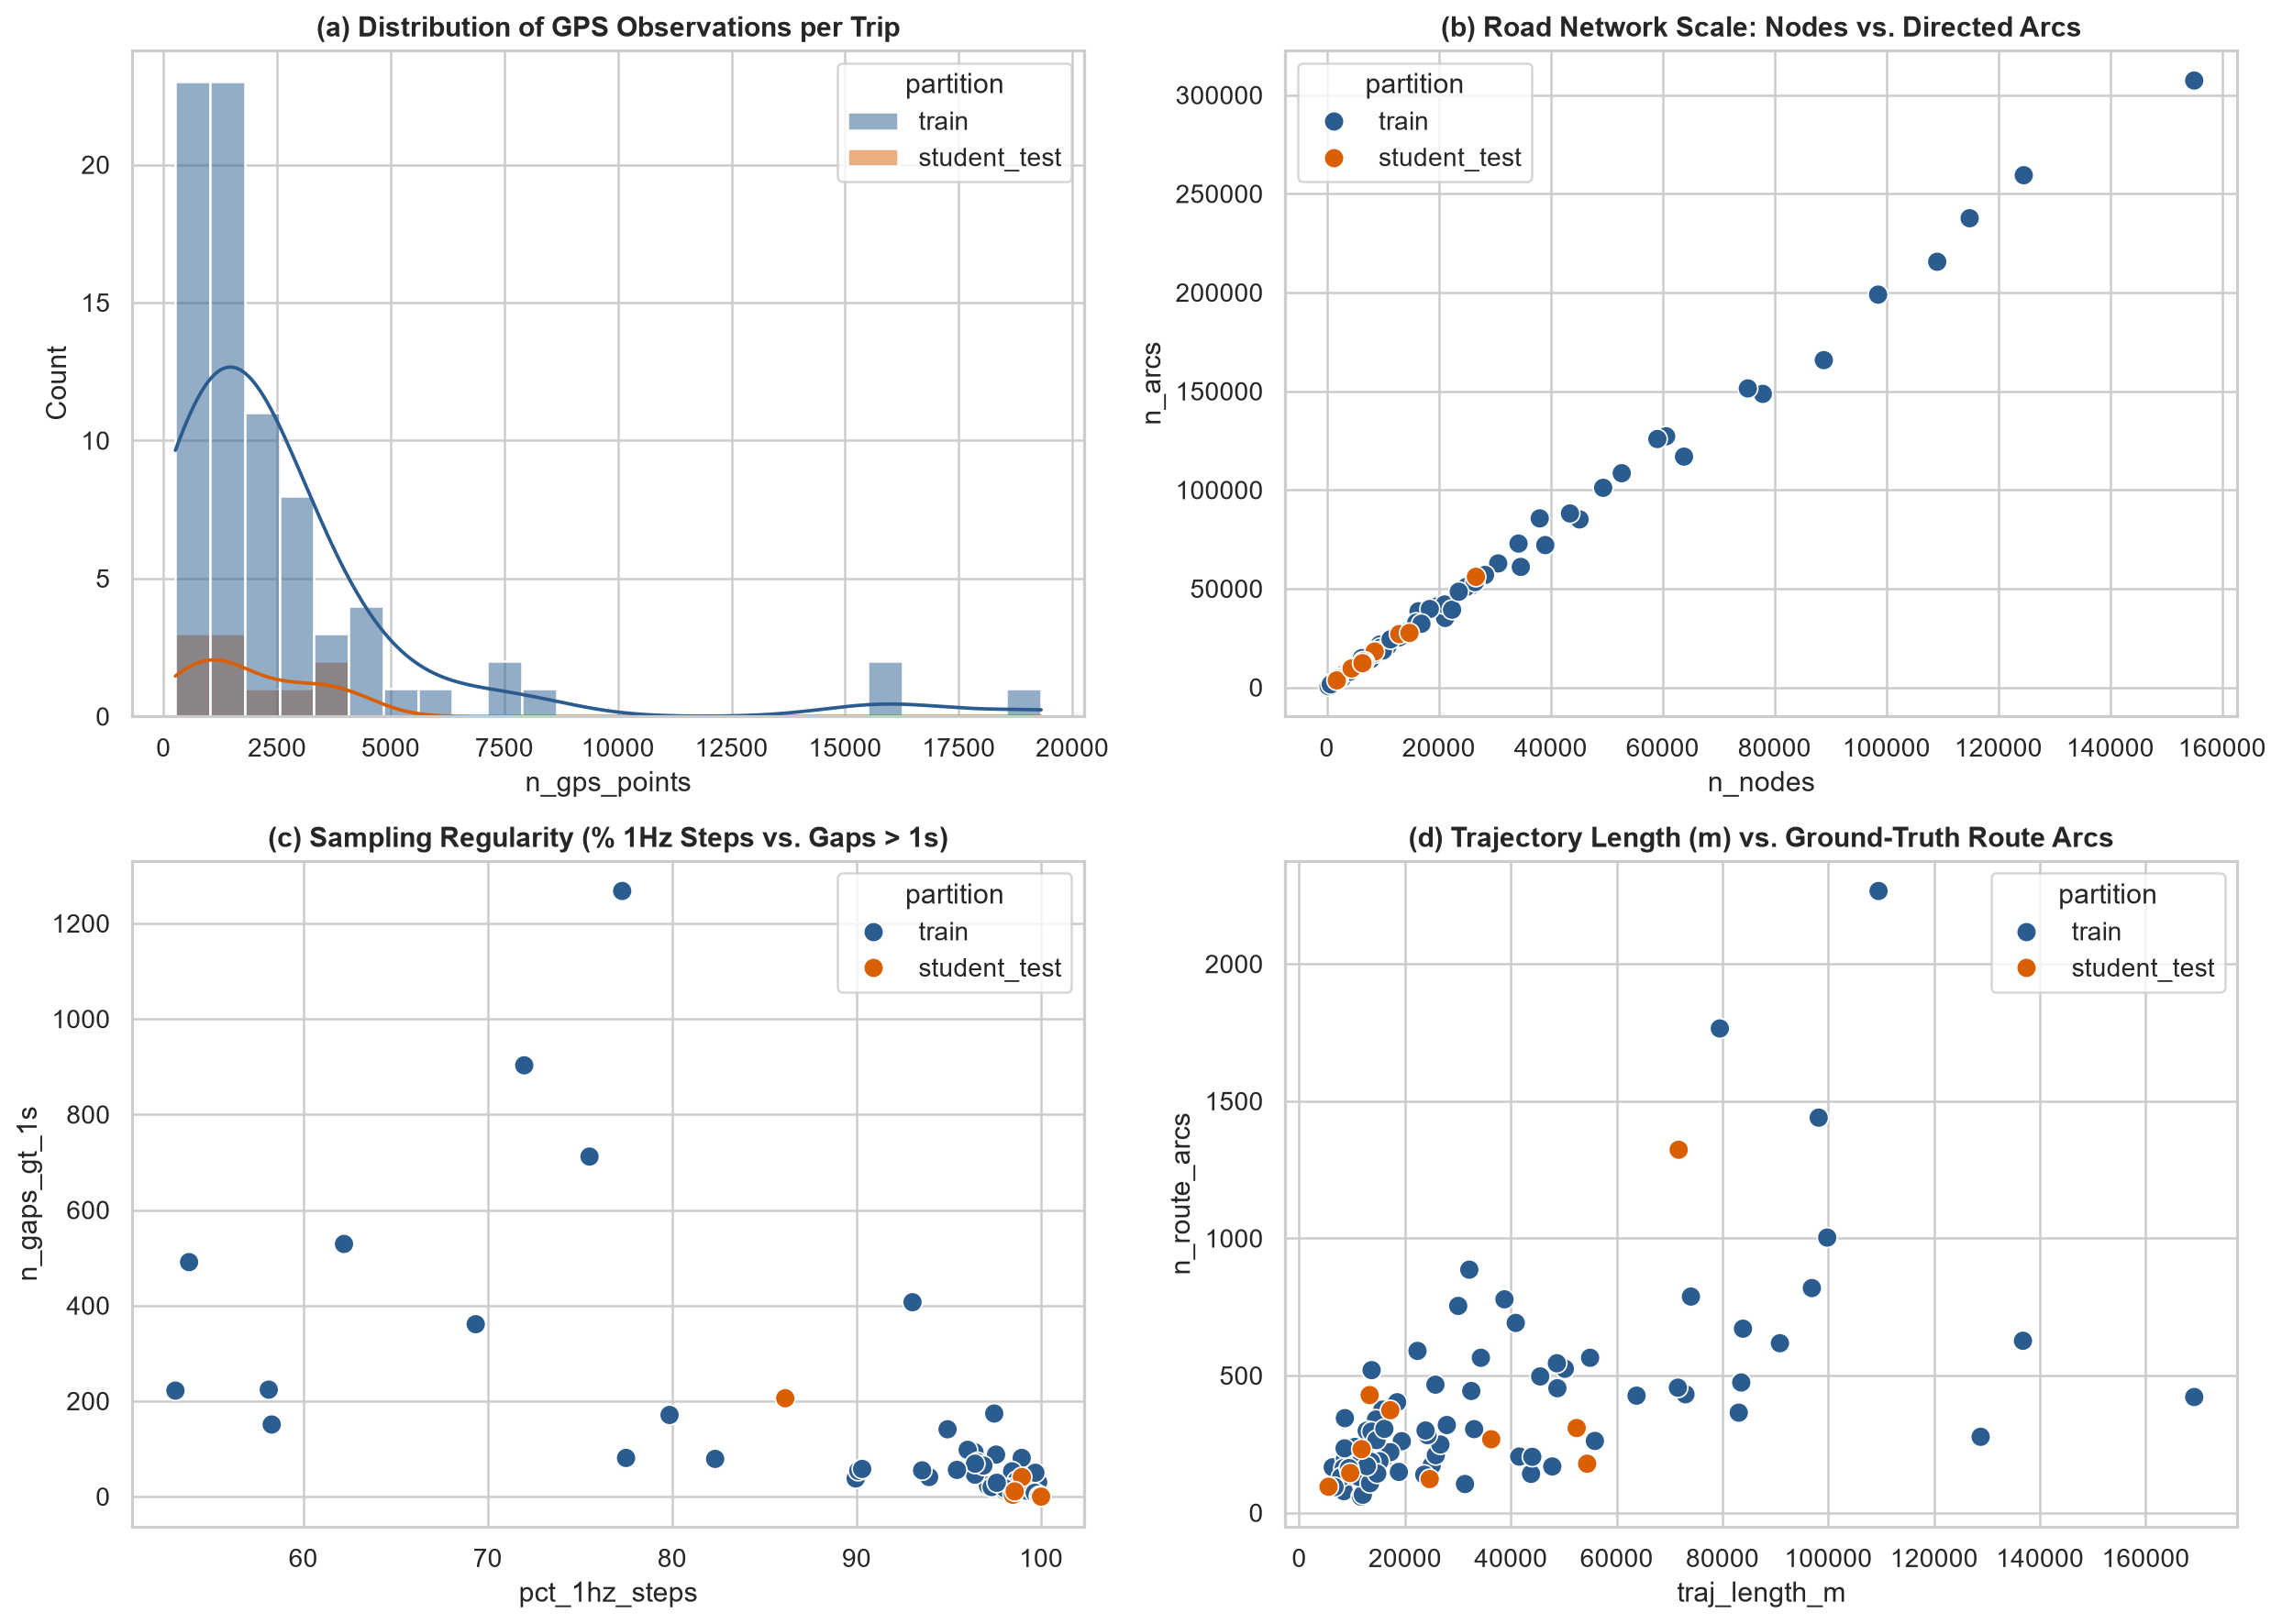 (a) Distribution of GPS Observations per Trip
partition
train
student_test
Count
20
15
10
5
0
0 2500 5000 7500 10000 12500 15000 17500 20000
n_gps_points
(b) Road Network Scale: Nodes vs. Directed Arcs
partition
train
student_test
n_arcs
300000
250000
200000
150000
100000
50000
0
0 20000 40000 60000 80000 100000 120000 140000 160000
n_nodes
(c) Sampling Regularity (% 1Hz Steps vs. Gaps > 1s)
partition
train
student_test
n_gaps_gt_1s
1200
1000
800
600
400
200
0
60 70 80 90 100
pct_1hz_steps
(d) Trajectory Length (m) vs. Ground-Truth Route Arcs
partition
train
student_test
n_route_arcs
2000
1500
1000
500
0
0 20000 40000 60000 80000 100000 120000 140000 160000
traj_length_m